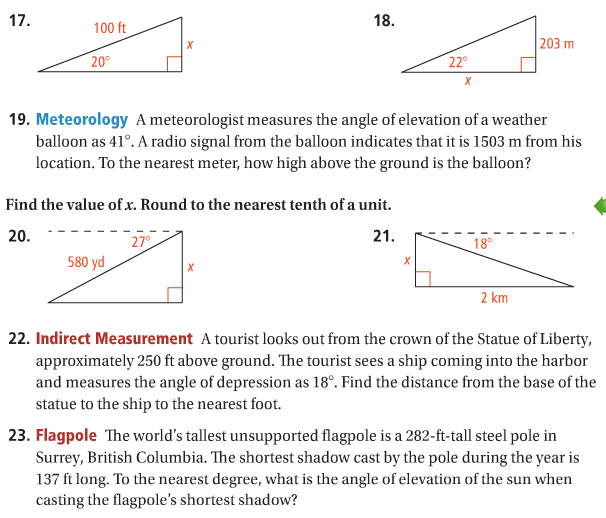 17.
100 ft
x
20°
18.
203 m
22°
x
19. Meteorology A meteorologist measures the angle of elevation of a weather
balloon as 41°. A radio signal from the balloon indicates that it is 1503 m from his
location. To the nearest meter, how high above the ground is the balloon?
Find the value of x. Round to the nearest tenth of a unit.
20.
27°
580 yd
x
21.
18°
x
2 km
22. Indirect Measurement A tourist looks out from the crown of the Statue of Liberty,
approximately 250 ft above ground. The tourist sees a ship coming into the harbor
and measures the angle of depression as 18°. Find the distance from the base of the
statue to the ship to the nearest foot.
23. Flagpole The world's tallest unsupported flagpole is a 282-ft-tall steel pole in
Surrey, British Columbia. The shortest shadow cast by the pole during the year is
137 ft long. To the nearest degree, what is the angle of elevation of the sun when
casting the flagpole's shortest shadow?